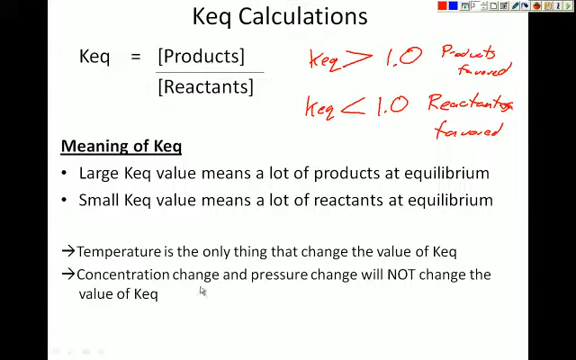 Keq Calculations
Keq = [Products]
[Reactants]
Keq > 1.0 Products
favored
Keq < 1.0 Reactants
favored
Meaning of Keq
• Large Keq value means a lot of products at equilibrium
• Small Keq value means a lot of reactants at equilibrium
→Temperature is the only thing that change the value of Keq
→Concentration change and pressure change will NOT change the
value of Keq